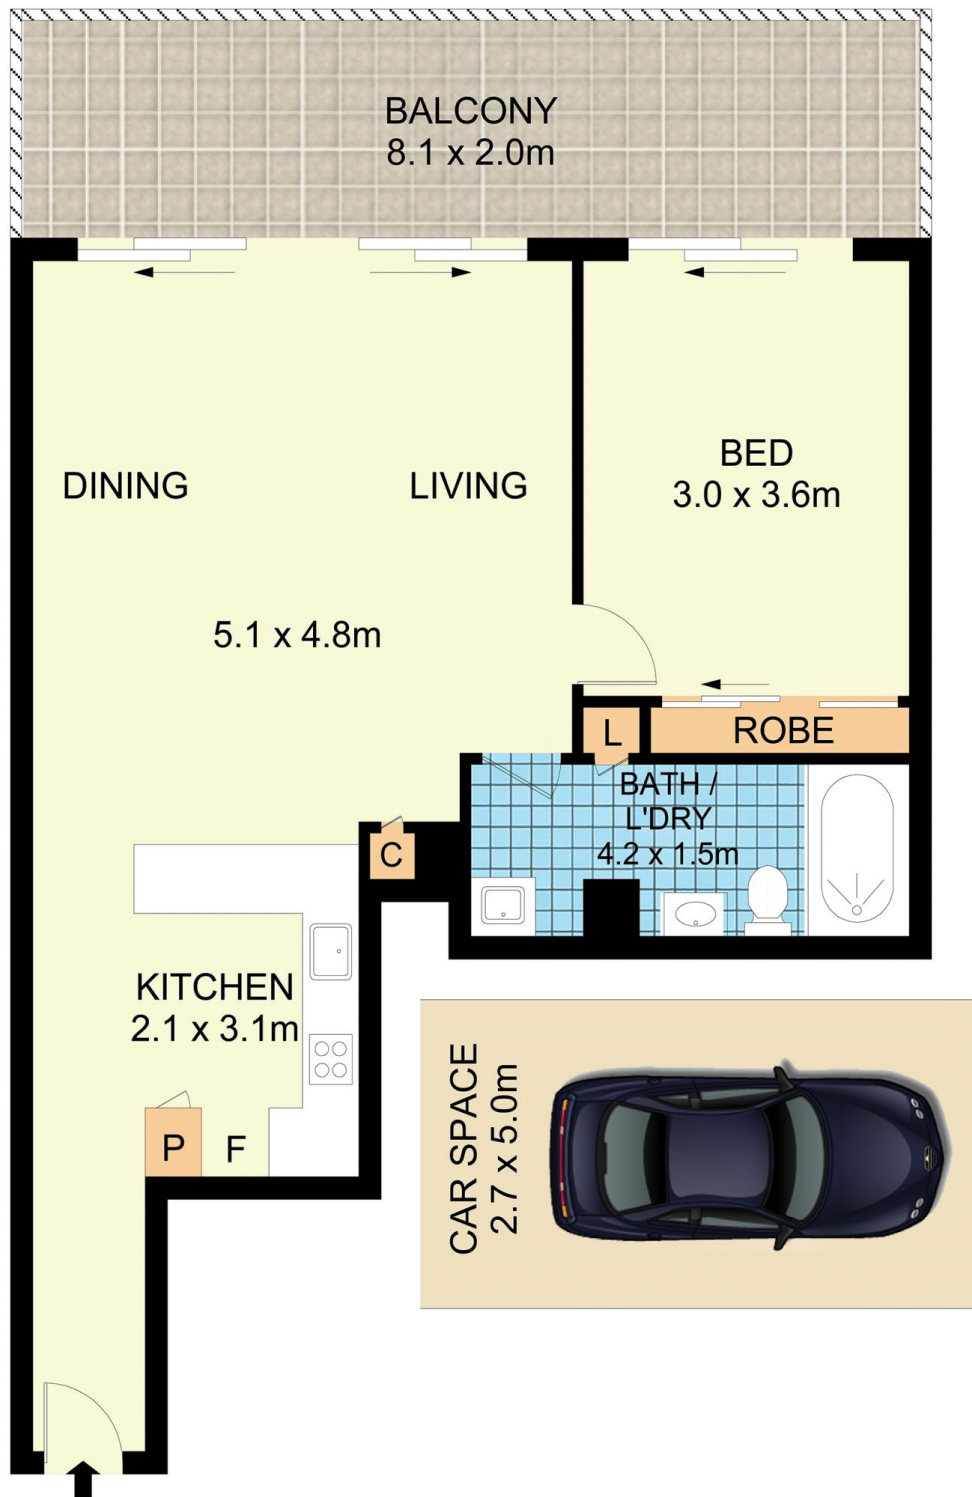 BALCONY
8.1 x 2.0m
DINING
LIVING
BED
3.0 x 3.6m
5.1 x 4.8m
L
ROBE
BATH /
L'DRY
4.2 x 1.5m
C
KITCHEN
2.1 x 3.1m
P
F
CAR SPACE
2.7 x 5.0m